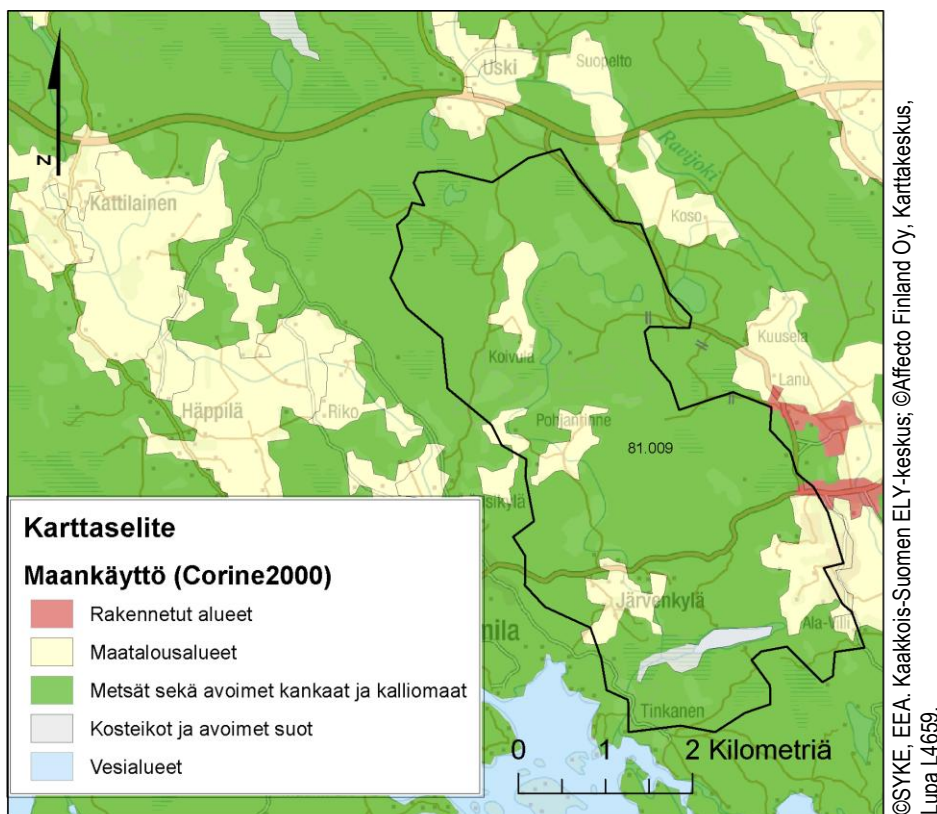 N
Uski
Suopelto
Ravijoki
Kattilainen
Koso
Kuusela
Koivula
Lanu
Häppilä
Riko
Pohjantinne
81.009
Järvenkylä
Ala-Villi
Tinkanen
0 1 2 Kilometriä
Karttaselite
Maankäyttö (Corine2000)
Rakennetut alueet
Maatalousalueet
Metsät sekä avoimet kankaat ja kalliomaat
Kosteikot ja avoimet suot
Vesialueet
©SYKE, EEA. Kaakkois-Suomen ELY-keskus; ©Affecto Finland Oy, Karttakeskus,
Lupa L4659.